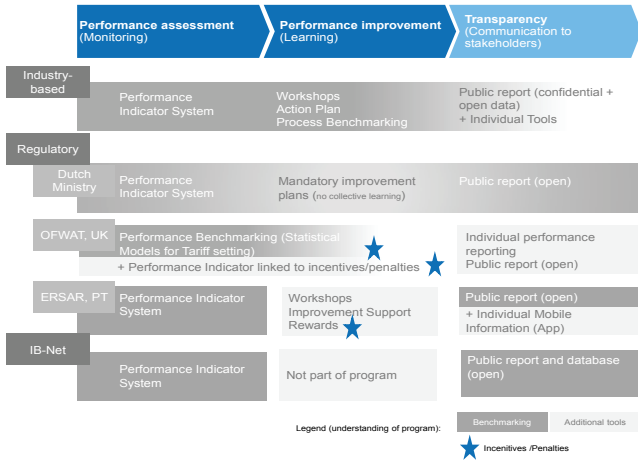 Performance assessment
(Monitoring)
Performance improvement
(Learning)
Transparency
(Communication to
stakeholders)
Industry-
based
Performance
Indicator System
Workshops
Action Plan
Process Benchmarking
Public report (confidential +
open data)
+ Individual Tools
Regulatory
Dutch
Ministry
Performance
Indicator System
Mandatory improvement
plans (no collective learning)
Public report (open)
OFWAT, UK
Performance Benchmarking (Statistical
Models for Tariff setting)
+ Performance Indicator linked to incentives/penalties
Individual performance
reporting
Public report (open)
ERSAR, PT
Performance Indicator
System
Workshops
Improvement Support
Rewards
Public report (open)
+ Individual Mobile
Information (App)
IB-Net
Performance Indicator
System
Not part of program
Public report and database
(open)
Legend (understanding of program):
Benchmarking
Additional tools
Incentives /Penalties